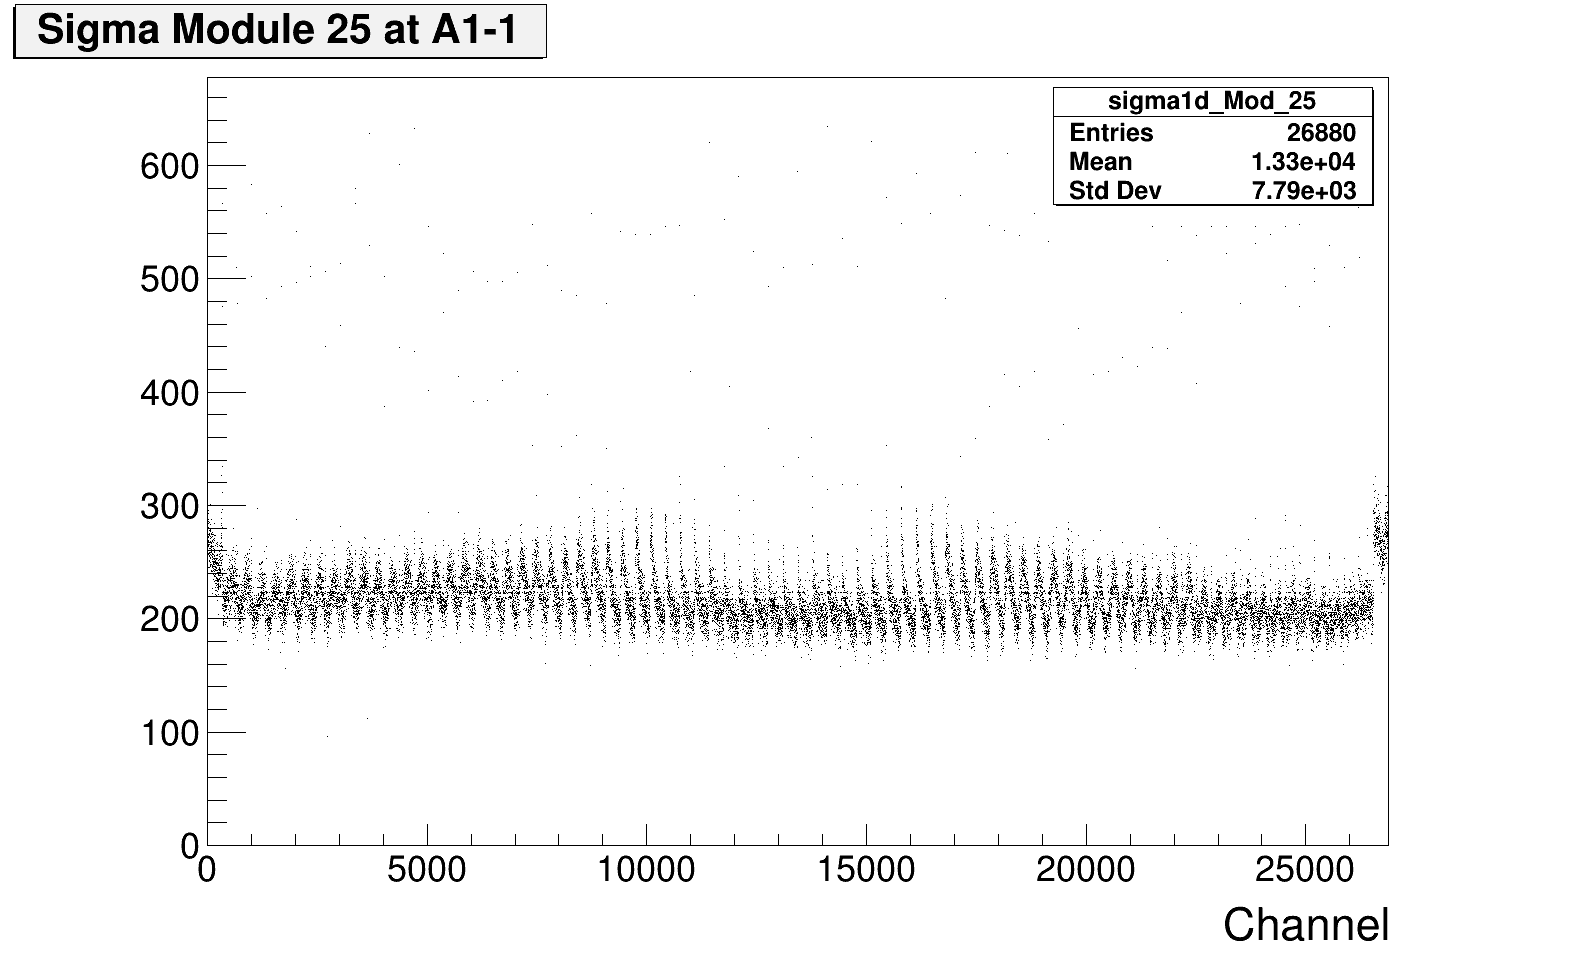 Sigma Module 25 at A1-1
sigma1d_Mod_25
Entries 26880
Mean 1.33e+04
Std Dev 7.79e+03
600
500
400
300
200
100
0
0 5000 10000 15000 20000 25000
Channel